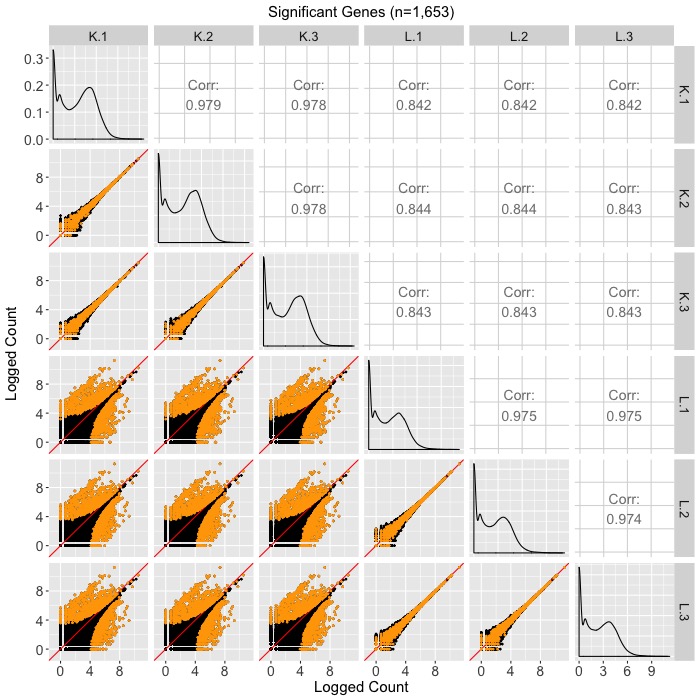 Significant Genes (n=1,653)
K.1 K.2 K.3 L.1 L.2 L.3
0.3
0.2
0.1
0.0
Corr: Corr: Corr: Corr: Corr:
0.979 0.978 0.842 0.842 0.842
K.1
8
4
0
Corr: Corr: Corr: Corr:
0.978 0.844 0.844 0.843
K.2
8
4
0
Corr: Corr: Corr:
0.843 0.843 0.843
K.3
Logged Count
8
4
0
Corr: Corr:
0.975 0.975
L.1
8
4
0
Corr:
0.974
L.2
8
4
0
L.3
0 4 8 0 4 8 0 4 8 0 4 8 0 4 8 0 3 6 9
Logged Count